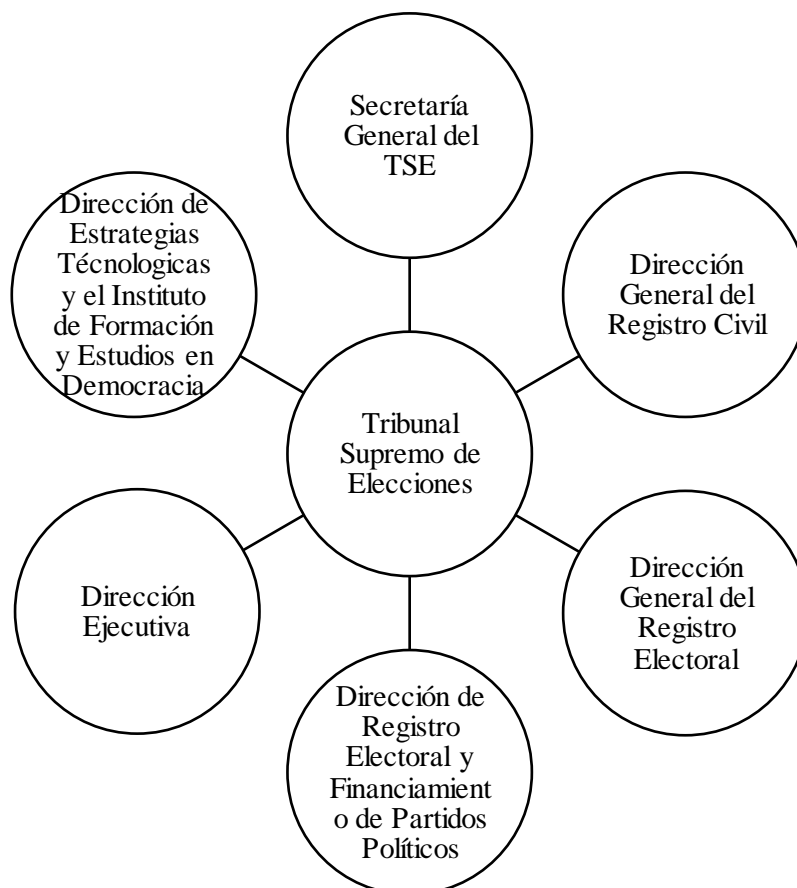 Secretaría
General del
TSE
Dirección
General del
Registro Civil
Dirección
General del
Registro
Electoral
Dirección de
Registro
Electoral y
Financiamient
o de Partidos
Políticos
Dirección
Ejecutiva
Dirección de
Estrategias
Técnologicas
y el Instituto
de Formación
y Estudios en
Democracia
Tribunal
Supremo de
Elecciones